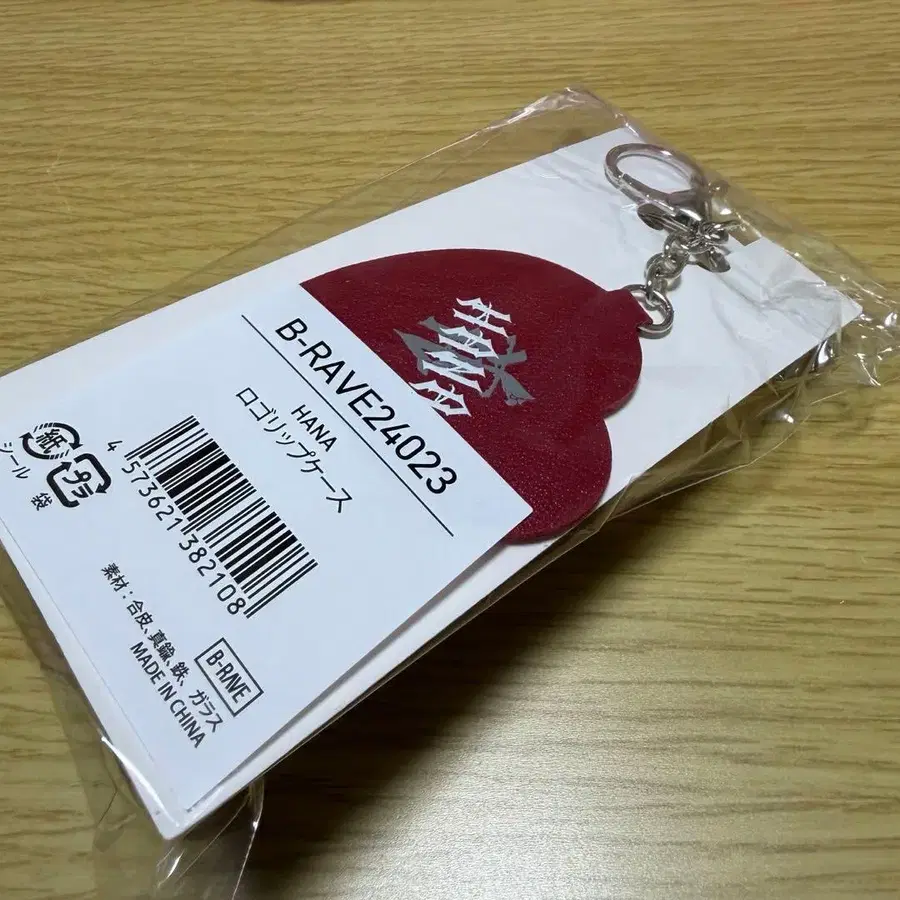 B-RAVE24023
HANA
ロゴリップケース
4 573621 382108
紙
シール
プラ
袋
素材:合皮、真鍮、鉄、ガラス
MADE IN CHINA
B-RAVE